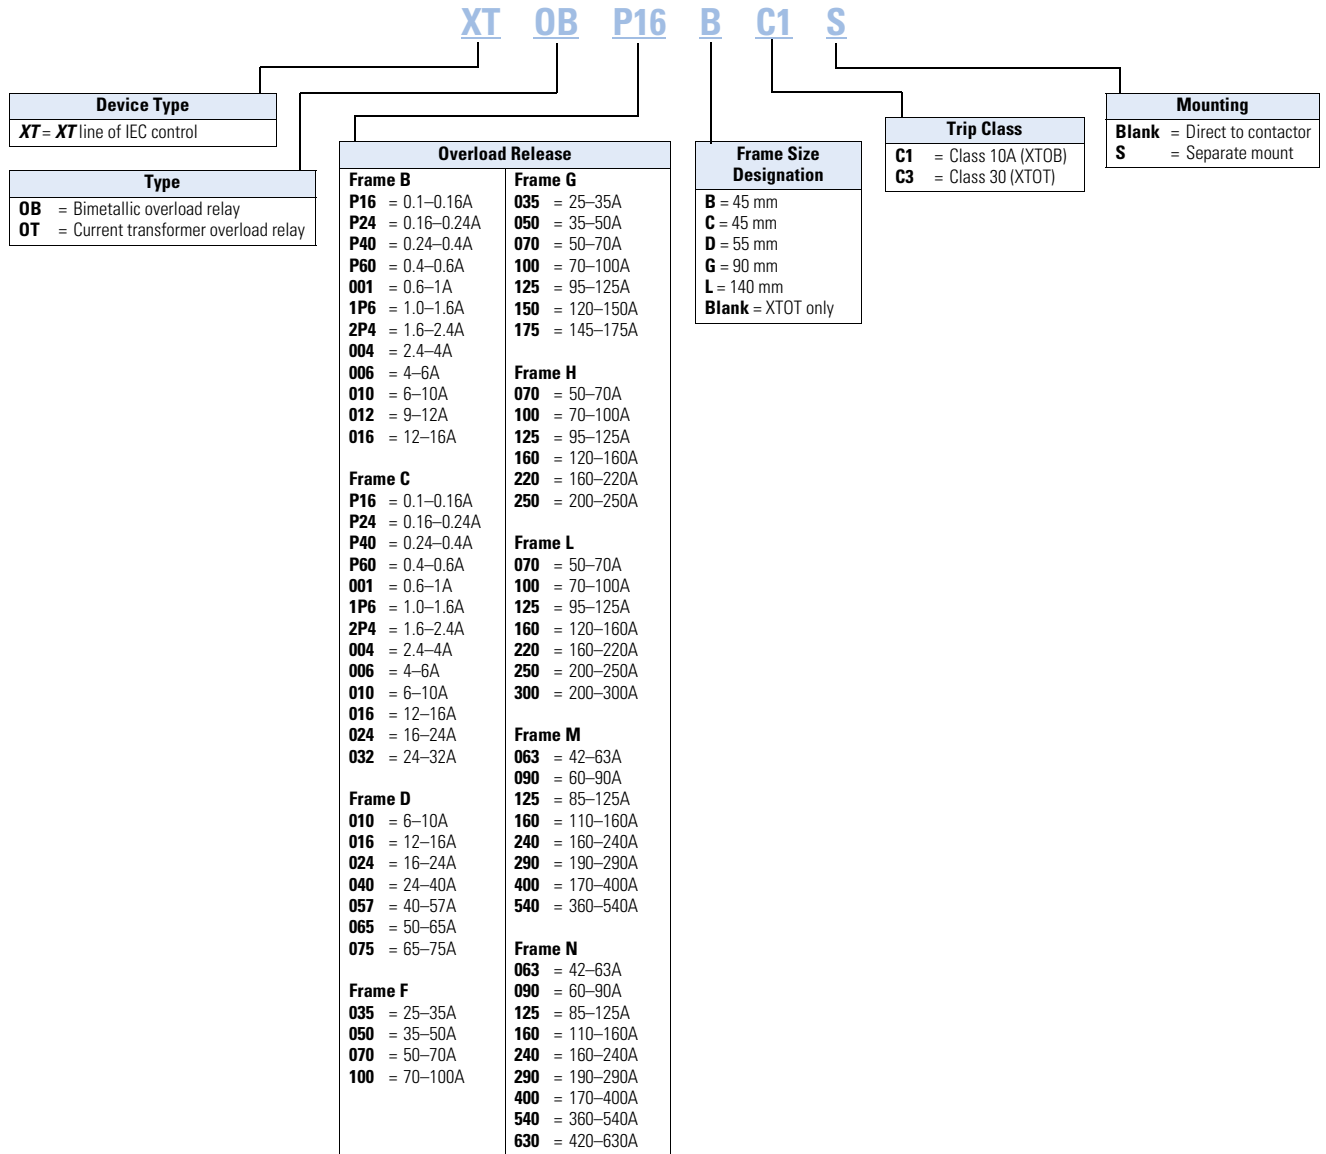 XT OB P16 B C1 S
Device Type
XT = XT line of IEC control
Type
OB = Bimetallic overload relay
OT = Current transformer overload relay
Overload Release
Frame B
P16 = 0.1–0.16A
P24 = 0.16–0.24A
P40 = 0.24–0.4A
P60 = 0.4–0.6A
001 = 0.6–1A
1P6 = 1.0–1.6A
2P4 = 1.6–2.4A
004 = 2.4–4A
006 = 4–6A
010 = 6–10A
012 = 9–12A
016 = 12–16A
Frame C
P16 = 0.1–0.16A
P24 = 0.16–0.24A
P40 = 0.24–0.4A
P60 = 0.4–0.6A
001 = 0.6–1A
1P6 = 1.0–1.6A
2P4 = 1.6–2.4A
004 = 2.4–4A
006 = 4–6A
010 = 6–10A
016 = 12–16A
024 = 16–24A
032 = 24–32A
Frame D
010 = 6–10A
016 = 12–16A
024 = 16–24A
040 = 24–40A
057 = 40–57A
065 = 50–65A
075 = 65–75A
Frame F
035 = 25–35A
050 = 35–50A
070 = 50–70A
100 = 70–100A
Frame G
035 = 25–35A
050 = 35–50A
070 = 50–70A
100 = 70–100A
125 = 95–125A
150 = 120–150A
175 = 145–175A
Frame H
070 = 50–70A
100 = 70–100A
125 = 95–125A
160 = 120–160A
220 = 160–220A
250 = 200–250A
Frame L
070 = 50–70A
100 = 70–100A
125 = 95–125A
160 = 120–160A
220 = 160–220A
250 = 200–250A
300 = 200–300A
Frame M
063 = 42–63A
090 = 60–90A
125 = 85–125A
160 = 110–160A
240 = 160–240A
290 = 190–290A
400 = 170–400A
540 = 360–540A
Frame N
063 = 42–63A
090 = 60–90A
125 = 85–125A
160 = 110–160A
240 = 160–240A
290 = 190–290A
400 = 170–400A
540 = 360–540A
630 = 420–630A
Frame Size
Designation
B = 45 mm
C = 45 mm
D = 55 mm
G = 90 mm
L = 140 mm
Blank = XTOT only
Trip Class
C1 = Class 10A (XTOB)
C3 = Class 30 (XTOT)
Mounting
Blank = Direct to contactor
S = Separate mount